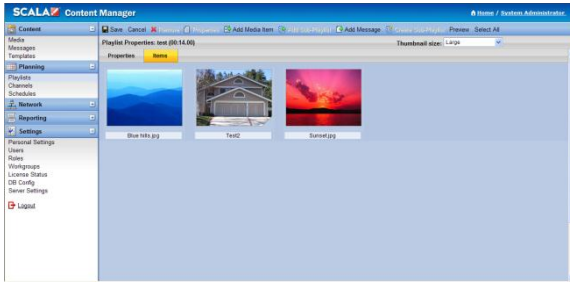 SCALA Content Manager
Home / System Administrator
Content
Media
Messages
Templates
Planning
Playlists
Channels
Schedules
Network
Reporting
Settings
Personal Settings
Users
Roles
Workgroups
License Status
DB Config
Server Settings
Logout
Save Cancel Remove Properties Add Media Item Add Sub-Playlist Add Message Create Sub-Playlist Preview Select All
Playlist Properties: test (00:14.00)
Thumbnail size: Large
Properties Items
Blue hills.jpg Test2 Sunset.jpg